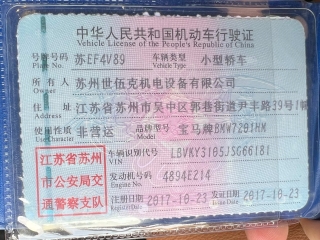 中华人民共和国机动车行驶证
Vehicle License of the People's Republic of China
号牌号码 苏EF4V89 车辆类型 小型轿车
Plate No. Vehicle Type
所有人 苏州世伍克机电设备有限公司
Owner
住址 江苏省苏州市吴中区郭巷街道尹丰路39号1幢
Address
使用性质 非营运 品牌型号 宝马牌BMW7201HM
Use Character Model
江苏省苏州
市公安局交
通警察支队
车辆识别代号 LBVKY3105JSG66181
VIN
发动机号码 4894EZ14
Engine No.
注册日期 2017-10-23 发证日期 2017-10-23
Register Date Issue Date